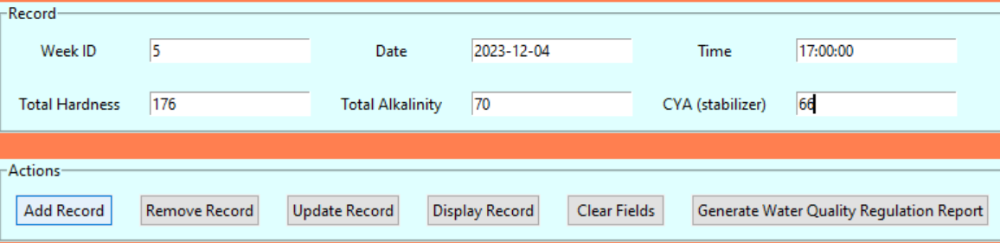 Record
Week ID 5 Date 2023-12-04 Time 17:00:00
Total Hardness 176 Total Alkalinity 70 CYA (stabilizer) 66
Actions
Add Record Remove Record Update Record Display Record Clear Fields Generate Water Quality Regulation Report